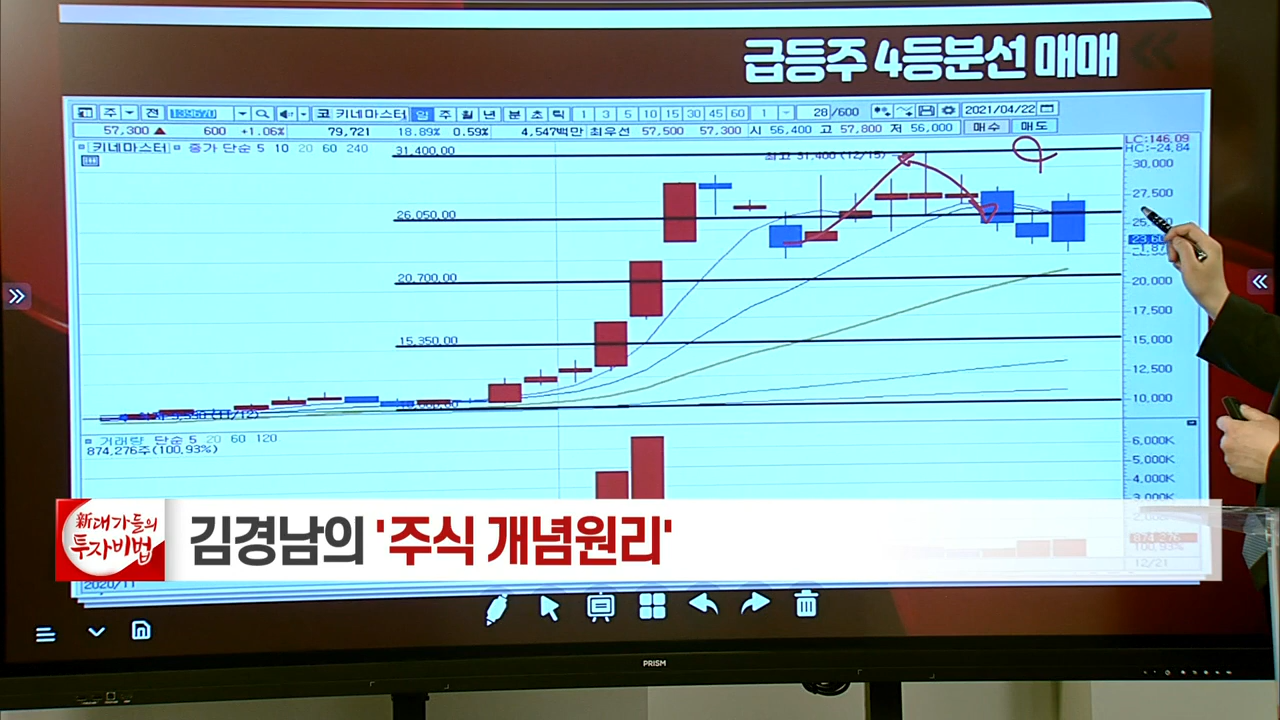 급등주 4등분선 매매
주 전 139670 코 키네마스터 일 주 월 년 분 초 틱 1 3 5 10 15 30 45 60 1 28 /600 2021/04/22
57,300 ▲ 600 +1.06% 79,721 18.89% 0.59% 4,547백만 최우선 57,500 57,300 시 56,400 고 57,800 저 56,000 매수 매도
[키네마스터] 종가 단순 5 10 20 60 240
LC:146.09
HC:-24.84
31,400.00
최고 31,400 (12/15)
30,000
27,500
26,050.00
20,700.00
20,000
17,500
15,350.00
15,000
12,500
10,000
거래량 단순 5 20 60 120
874,276주(100.93%)
6,000K
5,000K
4,000K
3,000K
新대가들의
투자비법
김경남의 '주식 개념원리'
874,276
100.93%
12/21
2020/11
PRISM